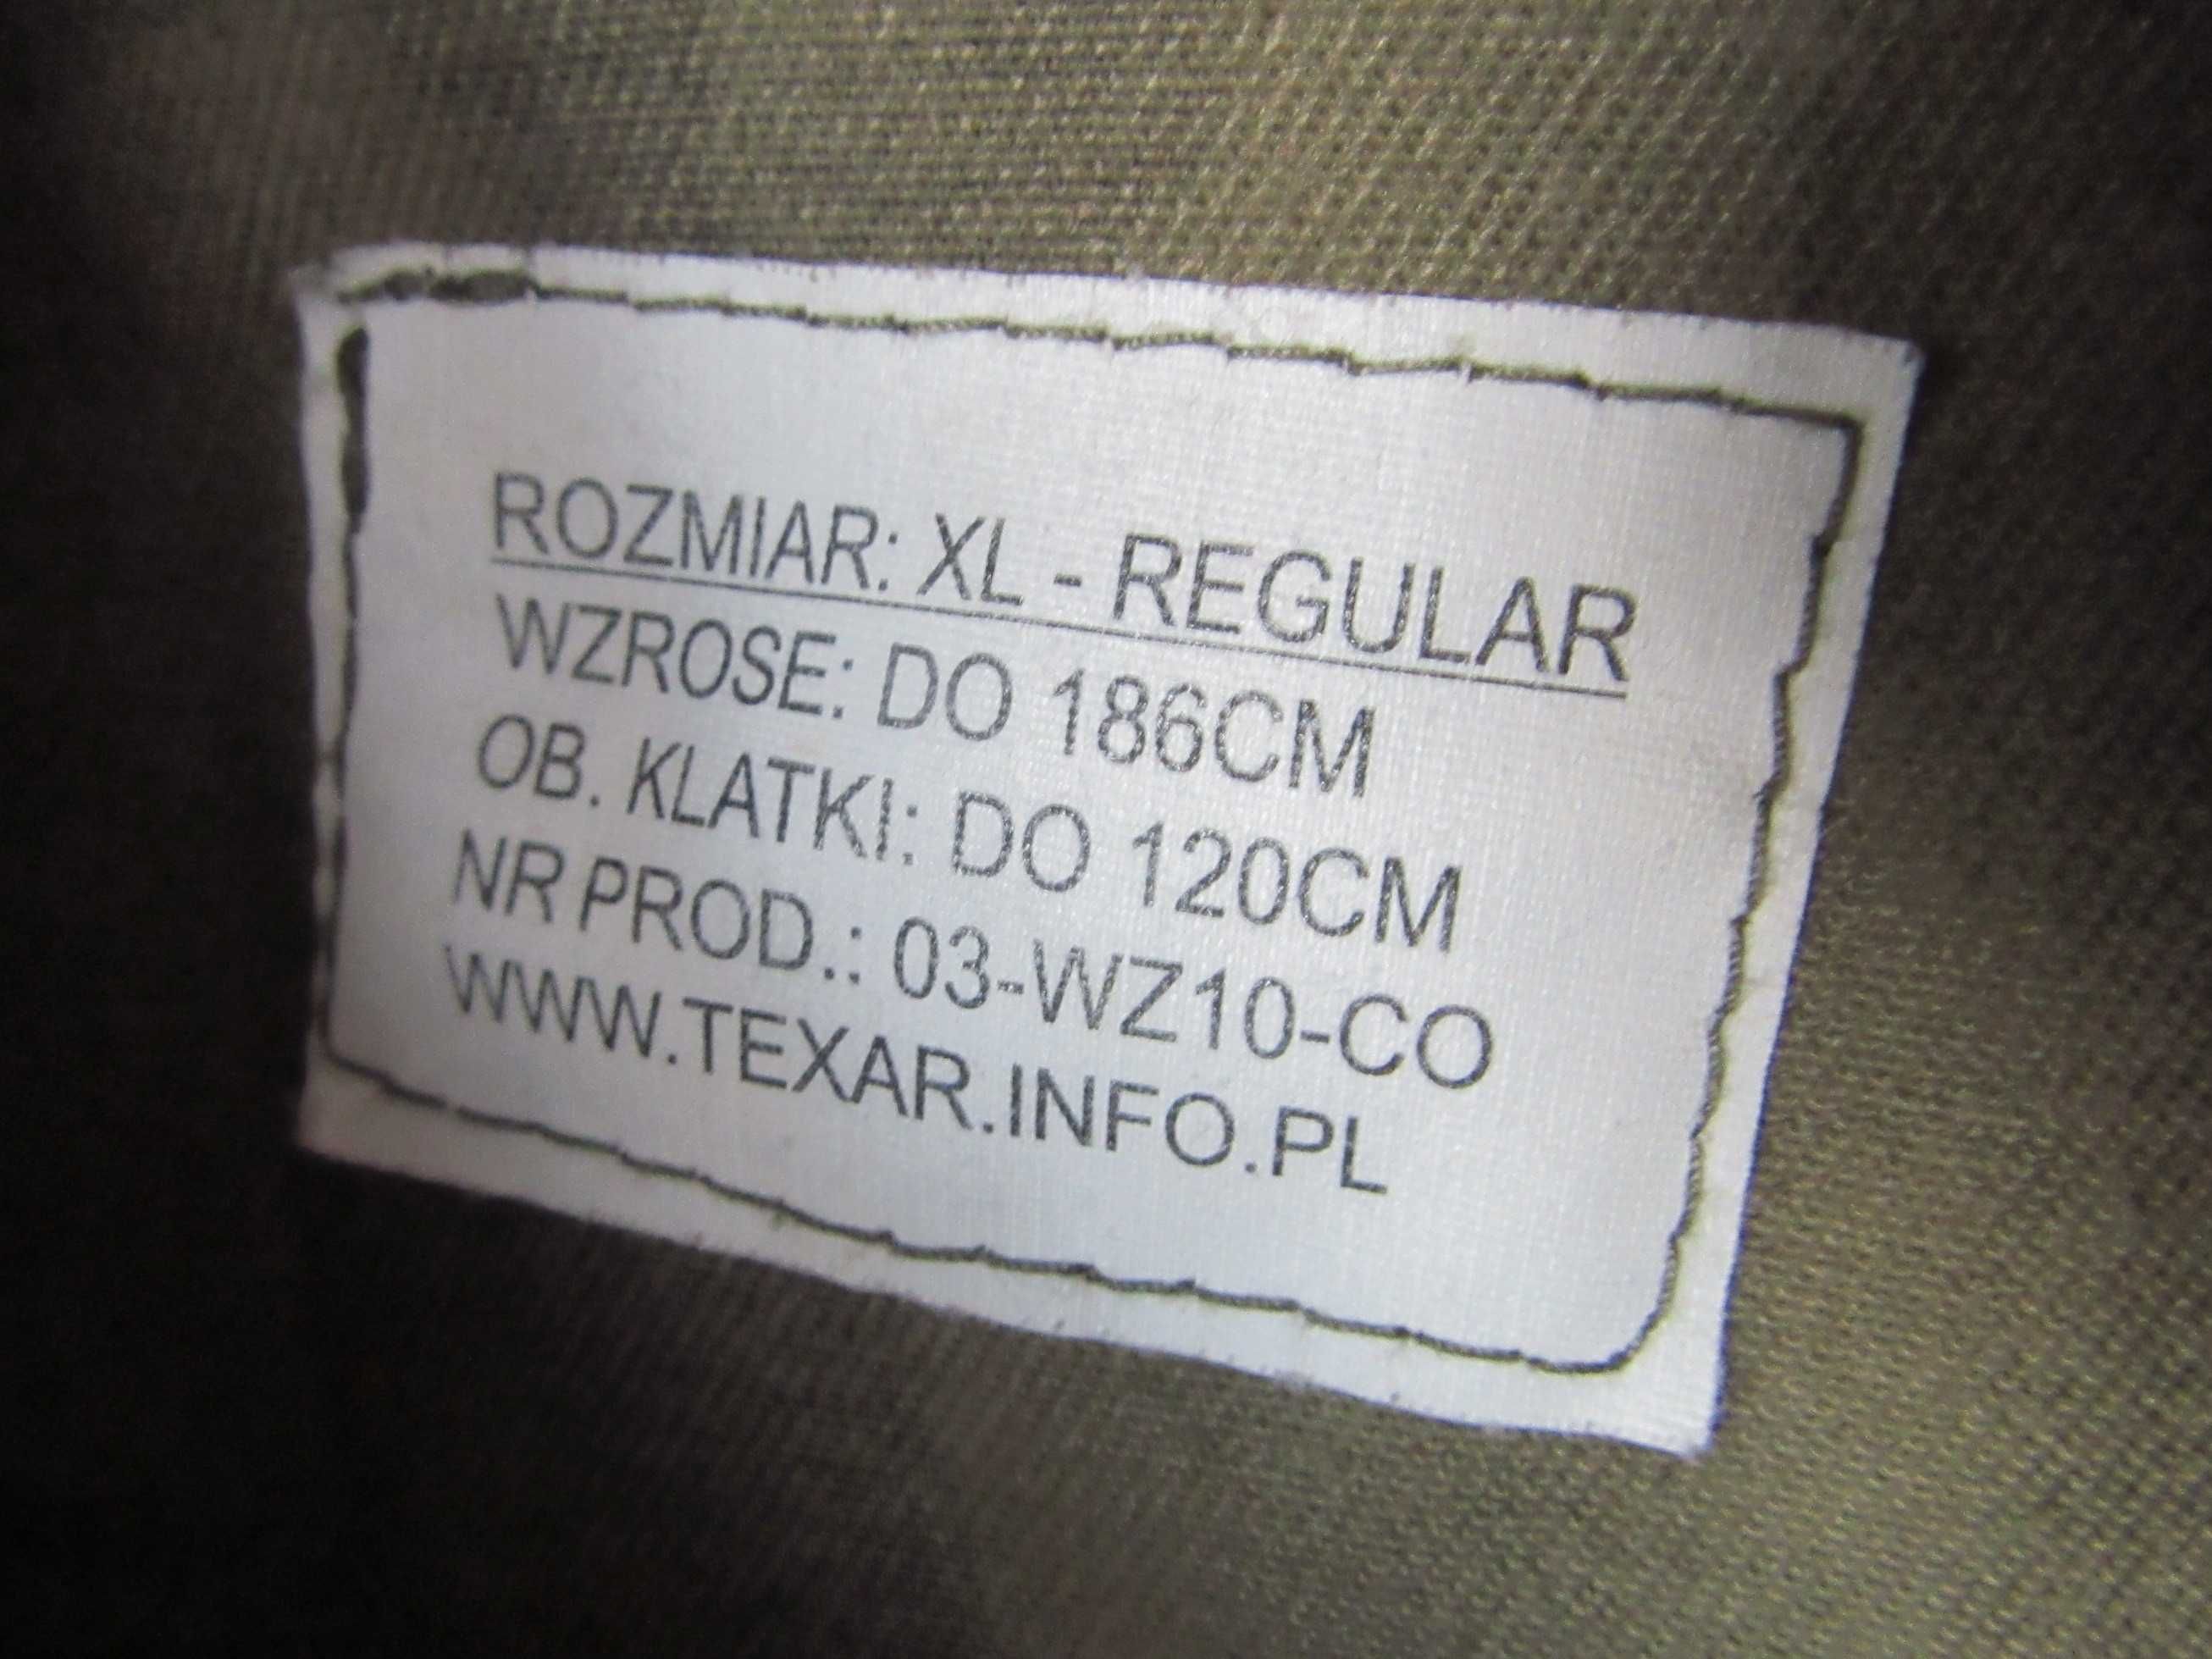 ROZMIAR: XL - REGULAR
WZROSE: DO 186CM
OB. KLATKI: DO 120CM
NR PROD.: 03-WZ10-CO
WWW.TEXAR.INFO.PL